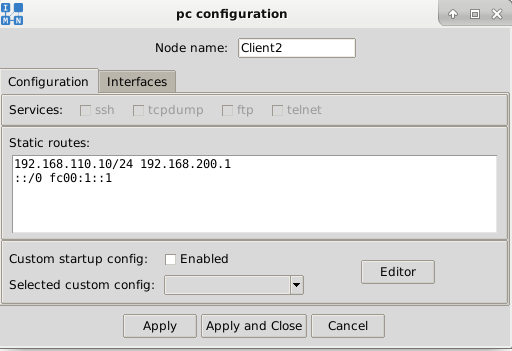 IMN
pc configuration
Node name: Client2
Configuration Interfaces
Services: ssh tcpdump ftp telnet
Static routes:
192.168.110.10/24 192.168.200.1
::/0 fc00:1::1
Custom startup config: Enabled
Selected custom config:
Editor
Apply Apply and Close Cancel